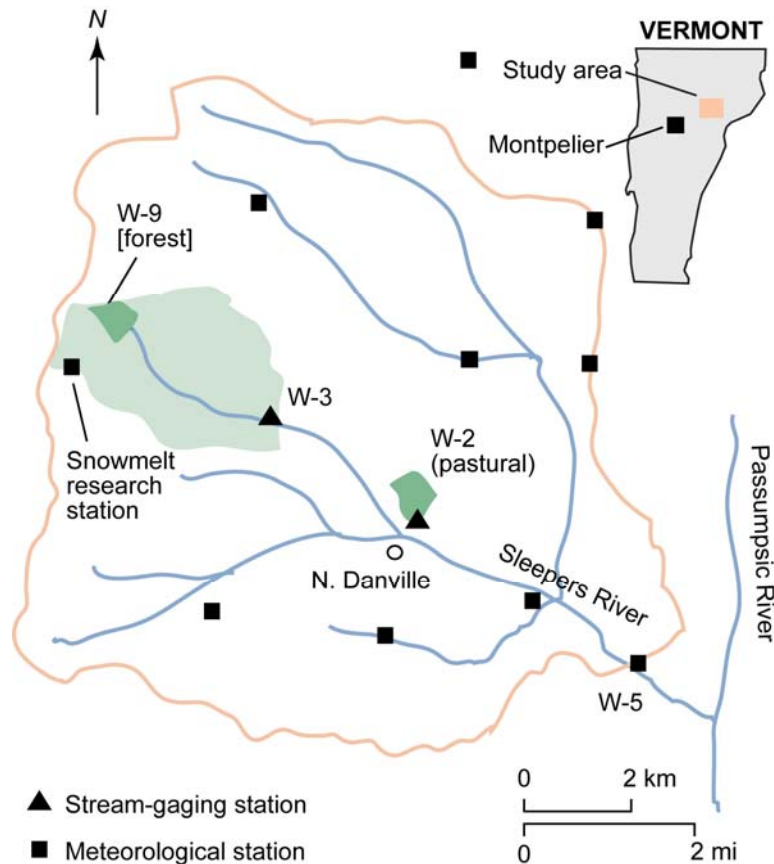 N
VERMONT
Study area
Montpelier
W-9
[forest]
W-3
W-2
(pastural)
Snowmelt
research
station
N. Danville
Sleepers River
Passumpsic River
W-5
0 2 km
0 2 mi
Stream-gaging station
Meteorological station